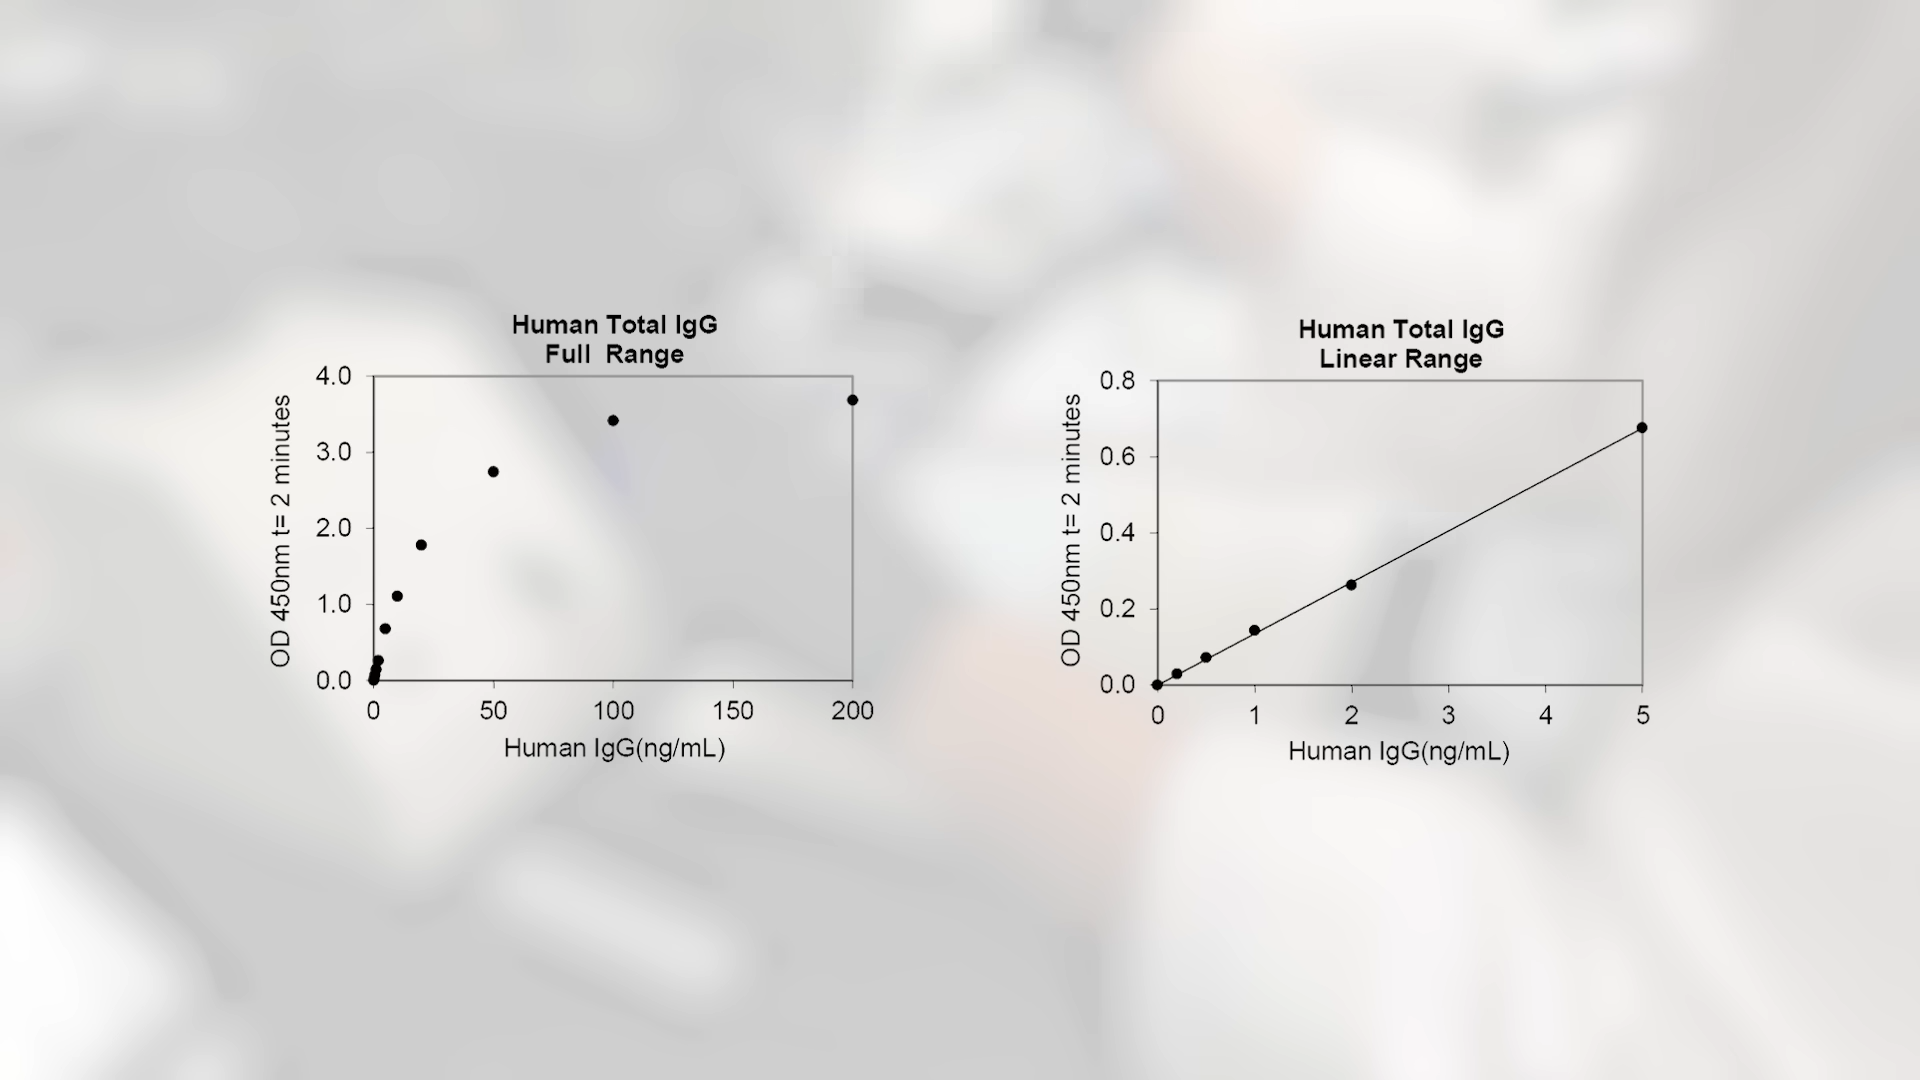 Human Total IgG
Full Range
OD 450nm t= 2 minutes
4.0
3.0
2.0
1.0
0.0
0 50 100 150 200
Human IgG(ng/mL)
Human Total IgG
Linear Range
OD 450nm t= 2 minutes
0.8
0.6
0.4
0.2
0.0
0 1 2 3 4 5
Human IgG(ng/mL)